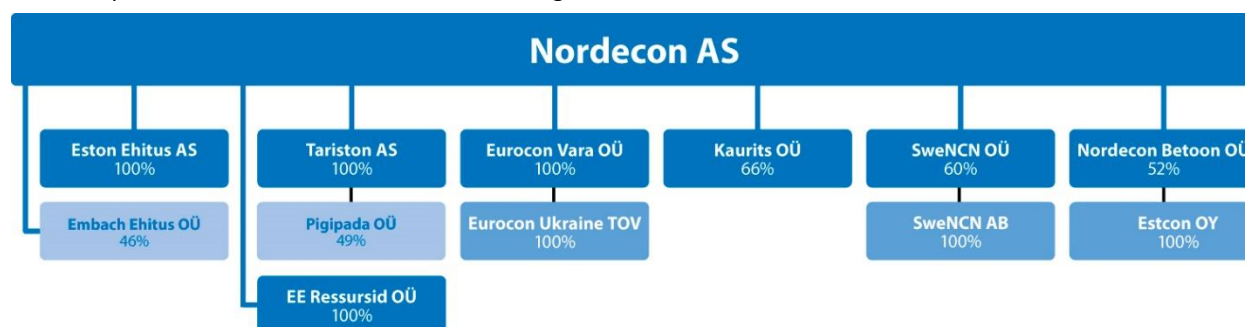 Nordecon AS
Eston Ehitus AS
100%
Tariston AS
100%
Eurocon Vara OÜ
100%
Kaurits OÜ
66%
SweNCN OÜ
60%
Nordecon Betoon OÜ
52%
Embach Ehitus OÜ
46%
Pigipada OÜ
49%
Eurocon Ukraine TOV
100%
SweNCN AB
100%
Estcon OY
100%
EE Ressursid OÜ
100%